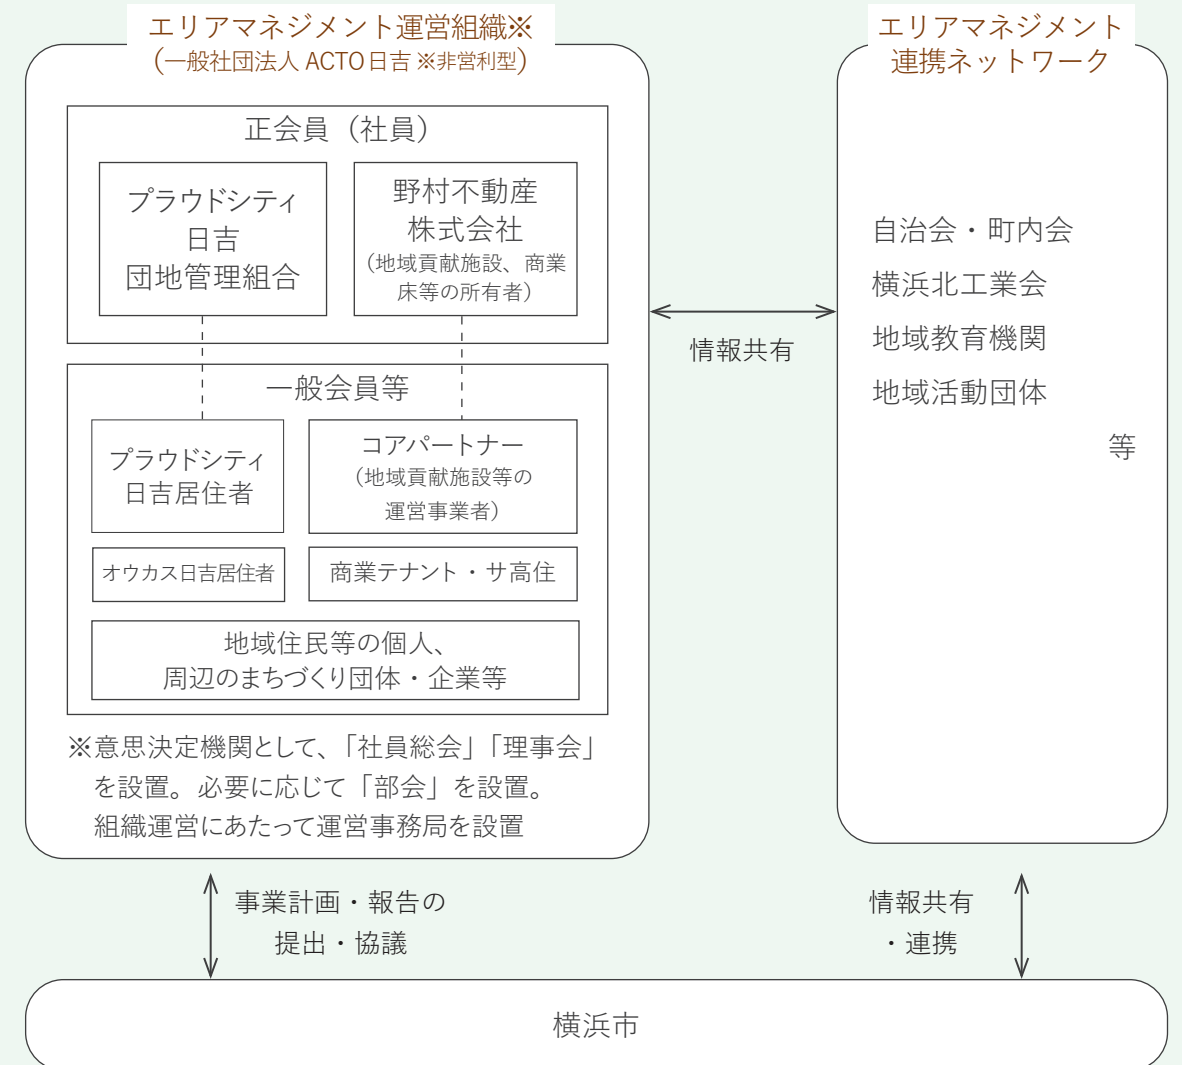 エリアマネジメント運営組織※
(一般社団法人 ACTO日吉 ※非営利型)
正会員（社員）
プラウドシティ
日吉
団地管理組合
野村不動産
株式会社
（地域貢献施設、商業
床等の所有者）
一般会員等
プラウドシティ
日吉居住者
コアパートナー
（地域貢献施設等の
運営事業者）
オウカス日吉居住者
商業テナント・サ高住
地域住民等の個人、
周辺のまちづくり団体・企業等
※意思決定機関として、「社員総会」「理事会」
を設置。必要に応じて「部会」を設置。
組織運営にあたって運営事務局を設置
情報共有
エリアマネジメント
連携ネットワーク
自治会・町内会
横浜北工業会
地域教育機関
地域活動団体
等
事業計画・報告の
提出・協議
情報共有
・連携
横浜市